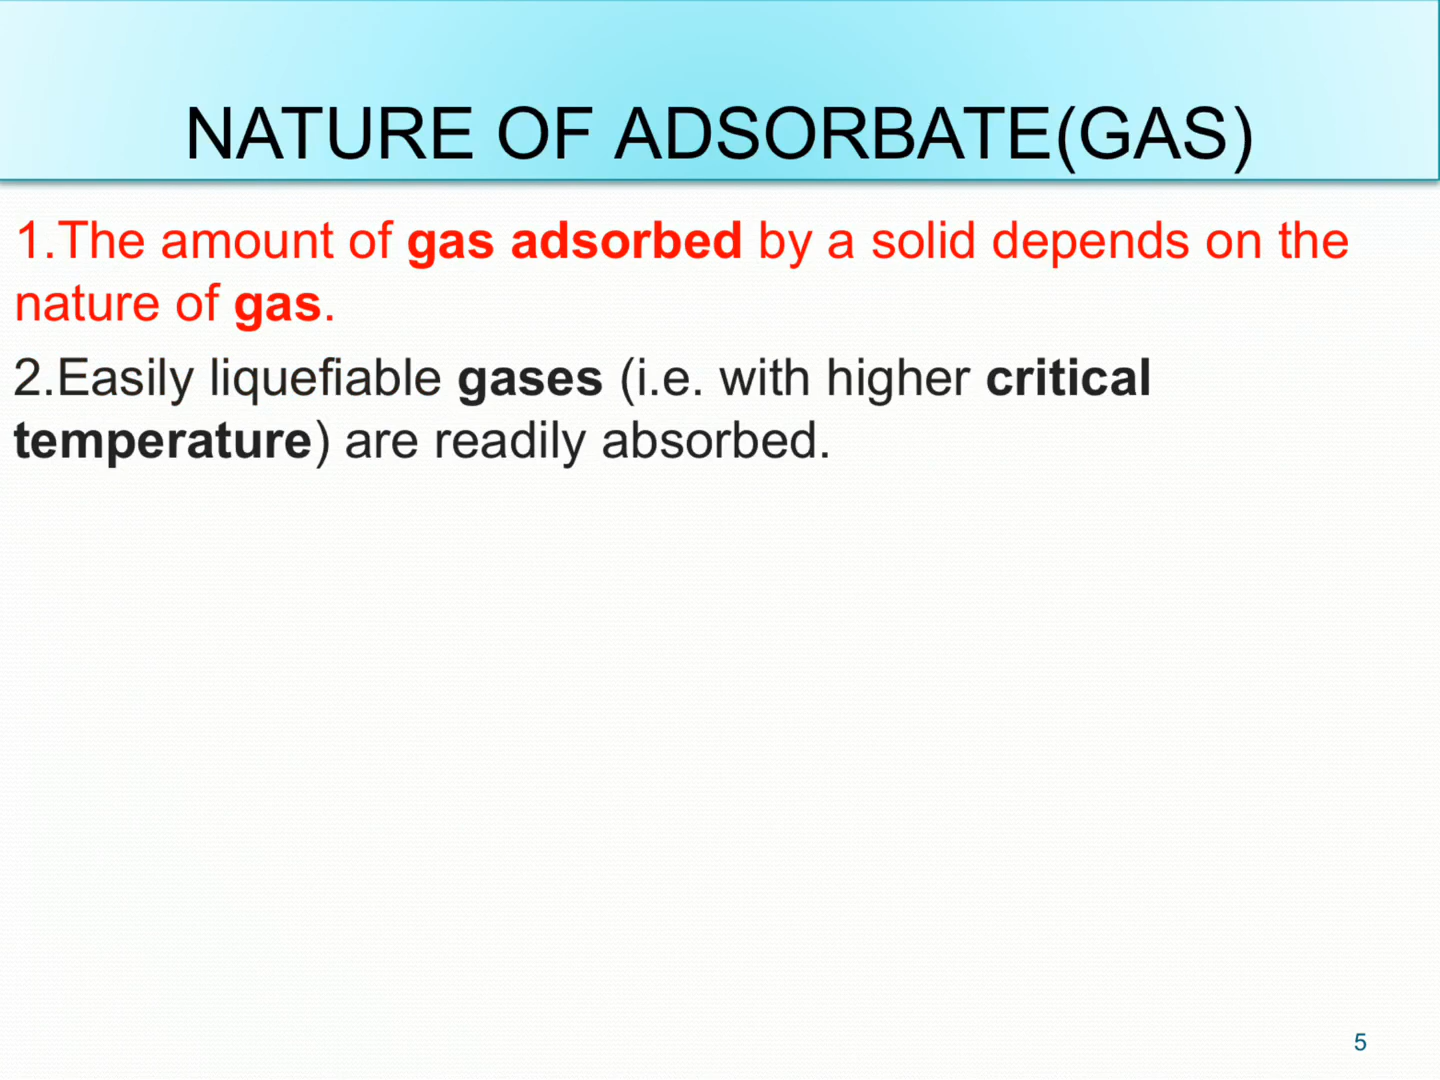 NATURE OF ADSORBATE(GAS)
1.The amount of gas adsorbed by a solid depends on the
nature of gas.
2.Easily liquefiable gases (i.e. with higher critical
temperature) are readily absorbed.
5